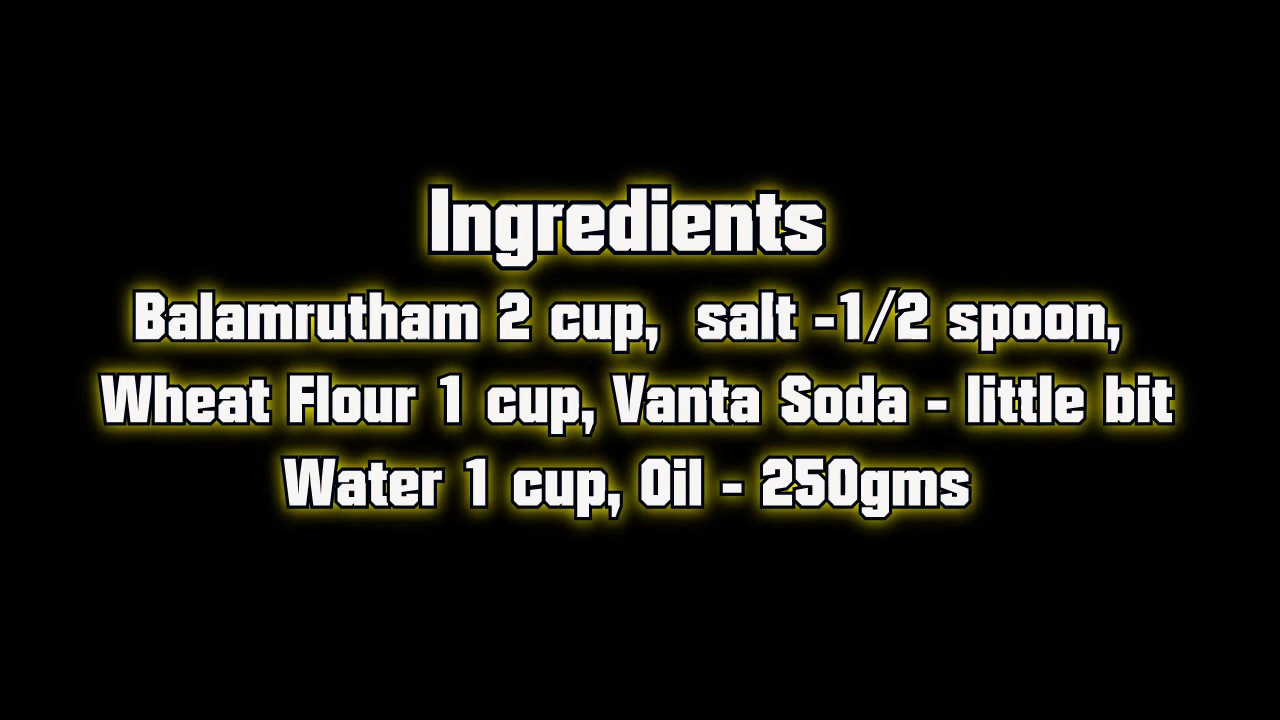 Ingredients
Balamrutham 2 cup,  salt -1/2 spoon,
Wheat Flour 1 cup, Vanta Soda - little bit
Water 1 cup, Oil - 250gms